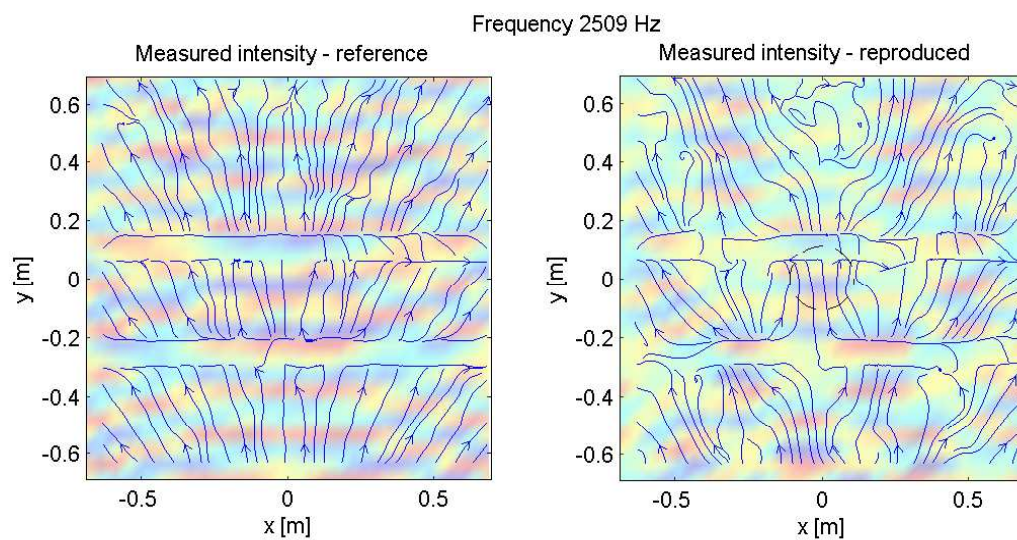 Frequency 2509 Hz
Measured intensity - reference
Measured intensity - reproduced
0.6
0.4
0.2
0
-0.2
-0.4
-0.6
y [m]
-0.5
0
0.5
x [m]
0.6
0.4
0.2
0
-0.2
-0.4
-0.6
y [m]
-0.5
0
0.5
x [m]